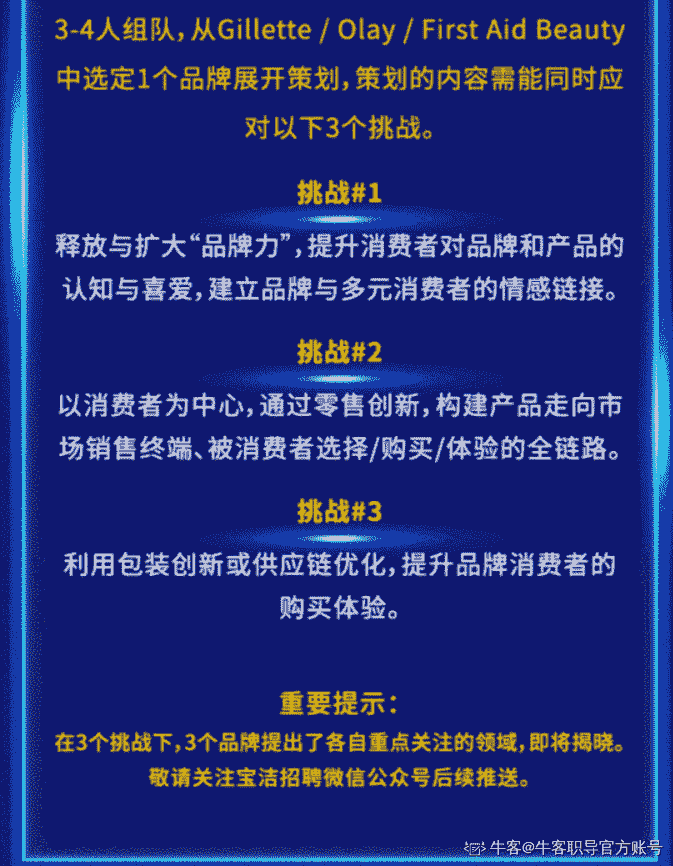 3-4人组队，从Gillette / Olay / First Aid Beauty
中选定1个品牌展开策划，策划的内容需能同时应
对以下3个挑战。
挑战#1
释放与扩大“品牌力”，提升消费者对品牌和产品的
认知与喜爱，建立品牌与多元消费者的情感链接。
挑战#2
以消费者为中心，通过零售创新，构建产品走向市
场销售终端、被消费者选择/购买/体验的全链路。
挑战#3
利用包装创新或供应链优化，提升品牌消费者的
购买体验。
重要提示：
在3个挑战下，3个品牌提出了各自重点关注的领域，即将揭晓。
敬请关注宝洁招聘微信公众号后续推送。
牛客@牛客职导官方账号